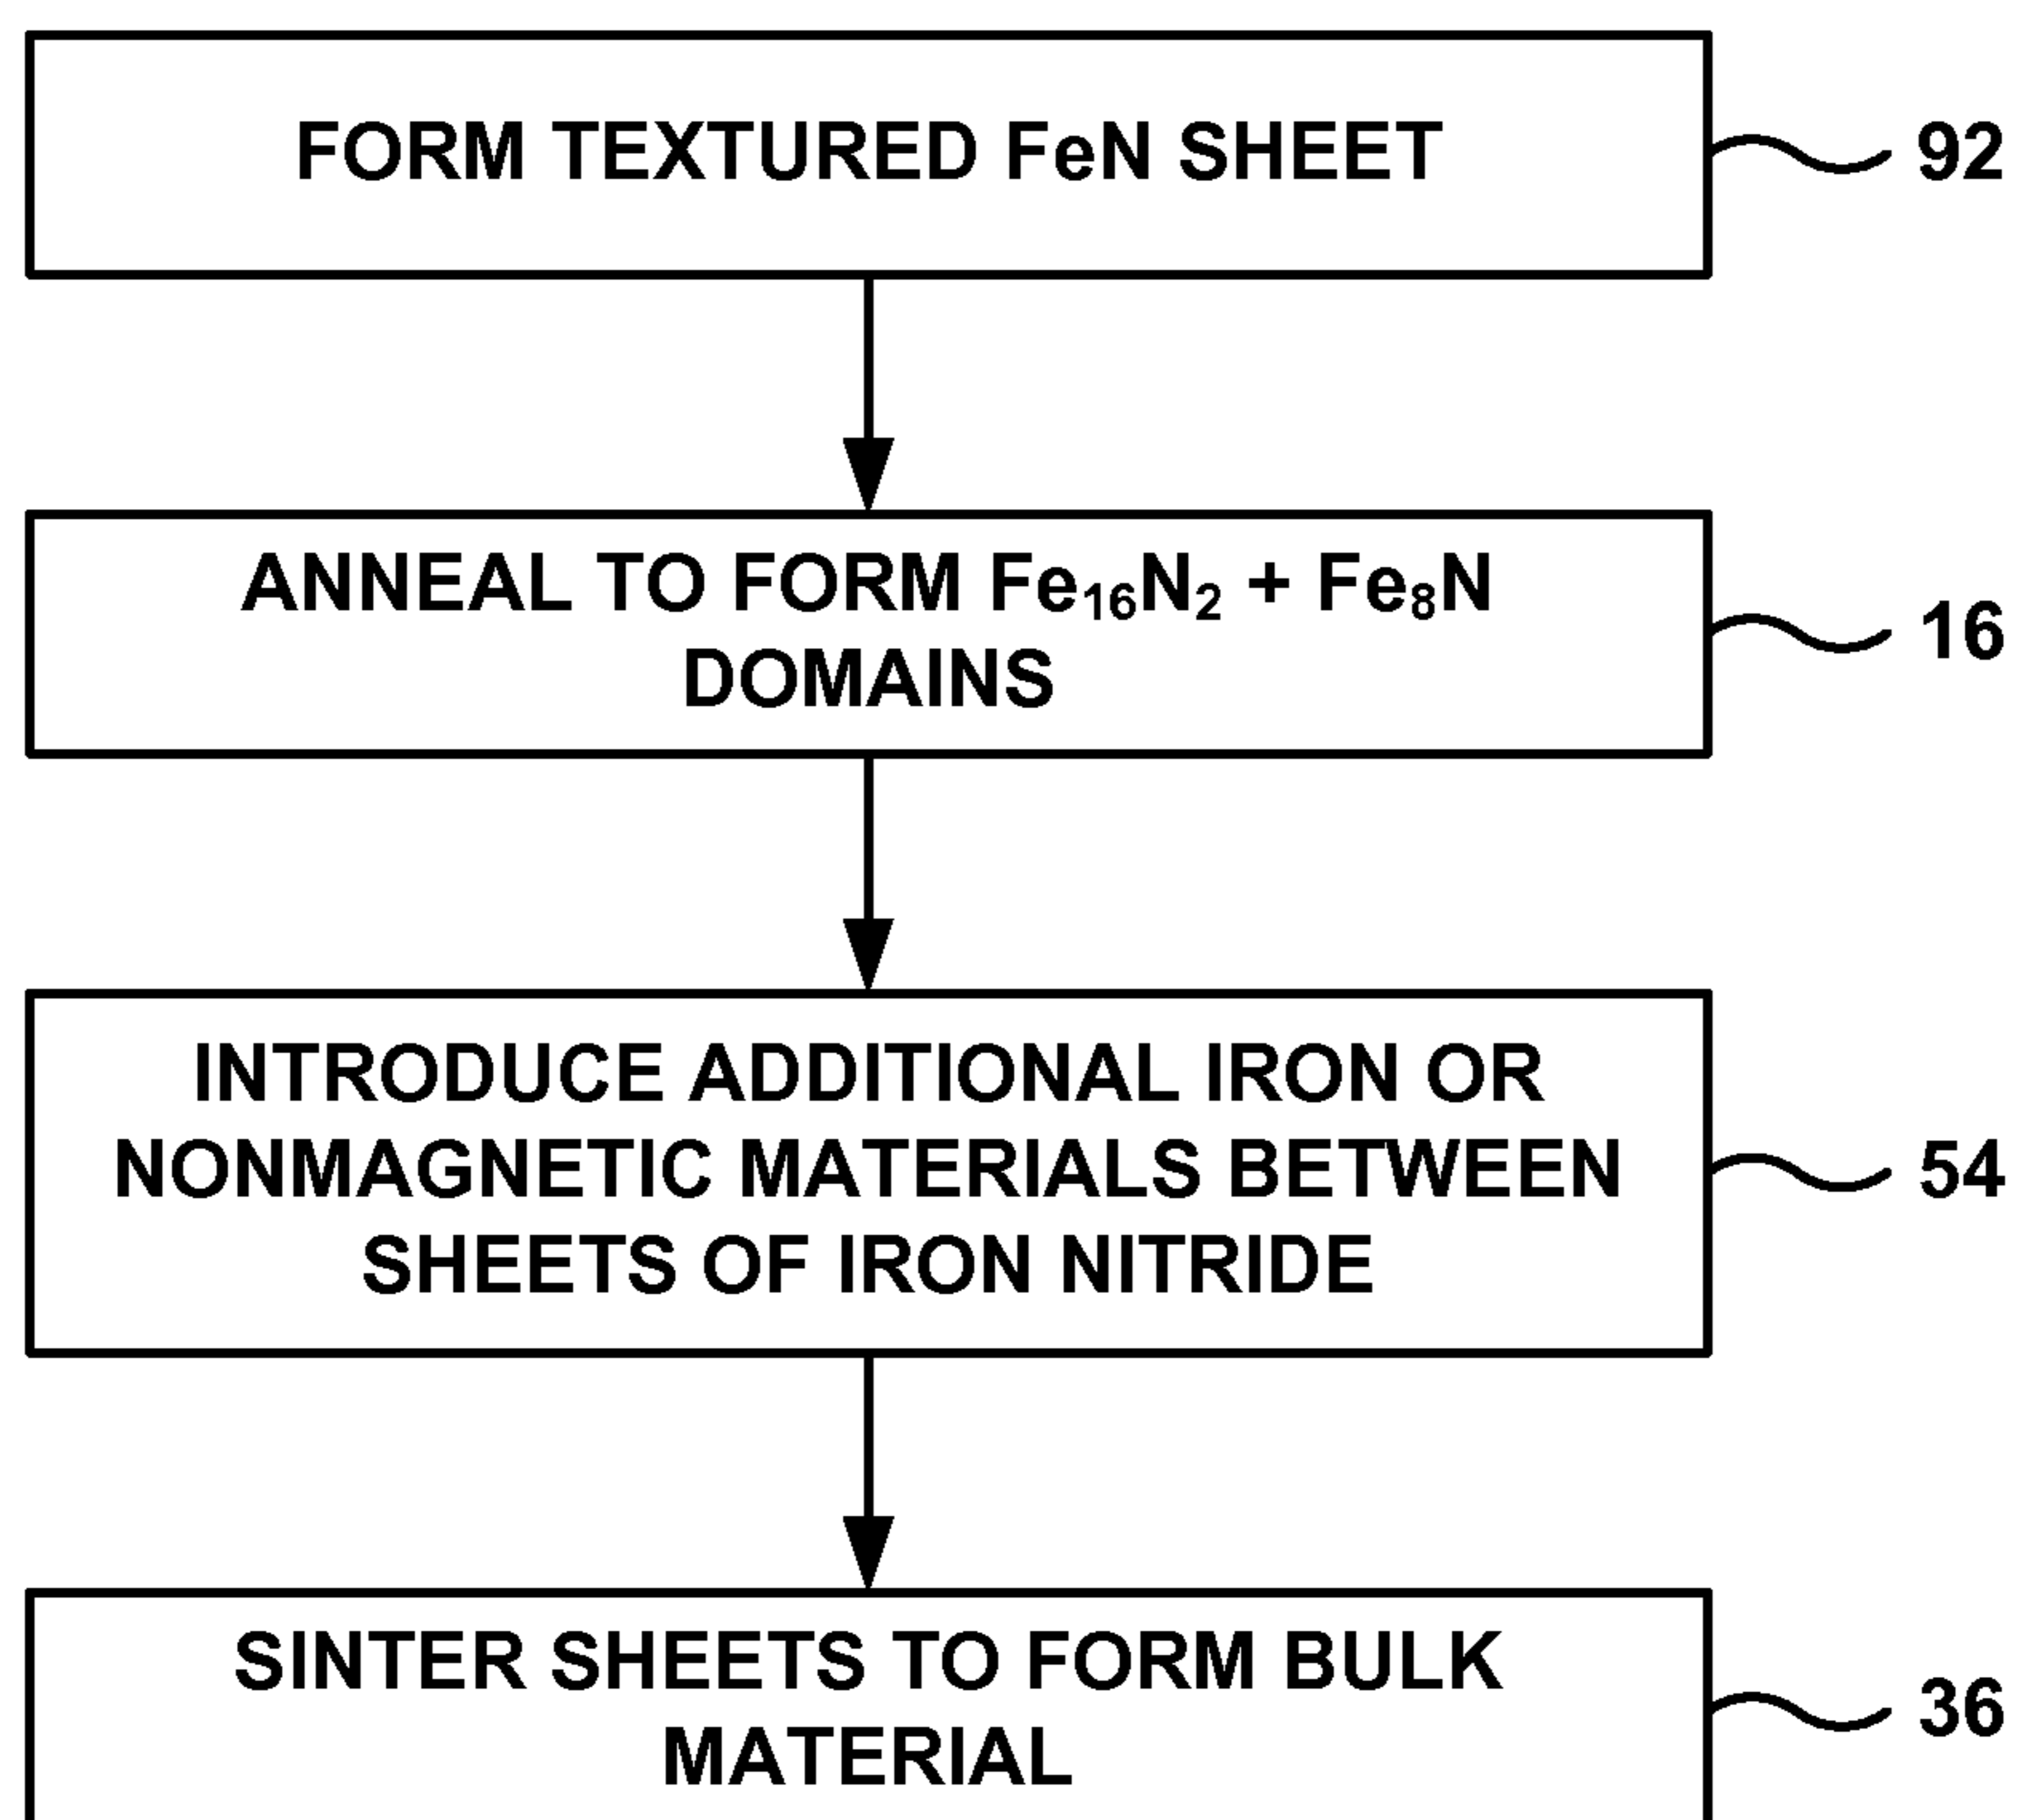 FORM TEXTURED FeN SHEET
92
ANNEAL TO FORM Fe₁₆N₂ + Fe₈N
DOMAINS
16
INTRODUCE ADDITIONAL IRON OR
NONMAGNETIC MATERIALS BETWEEN
SHEETS OF IRON NITRIDE
54
SINTER SHEETS TO FORM BULK
MATERIAL
36